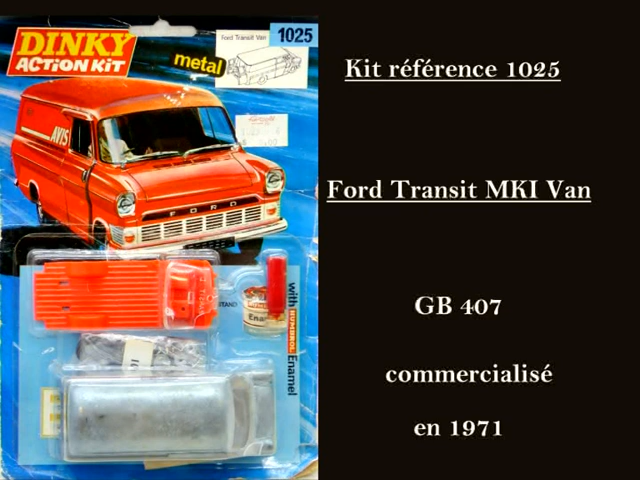 DINKY
ACTION KIT
metal
Ford Transit Van
1025
AVIS
FORD
with HUMBROL Enamel
Kit référence 1025
Ford Transit MKI Van
GB 407
commercialisé
en 1971